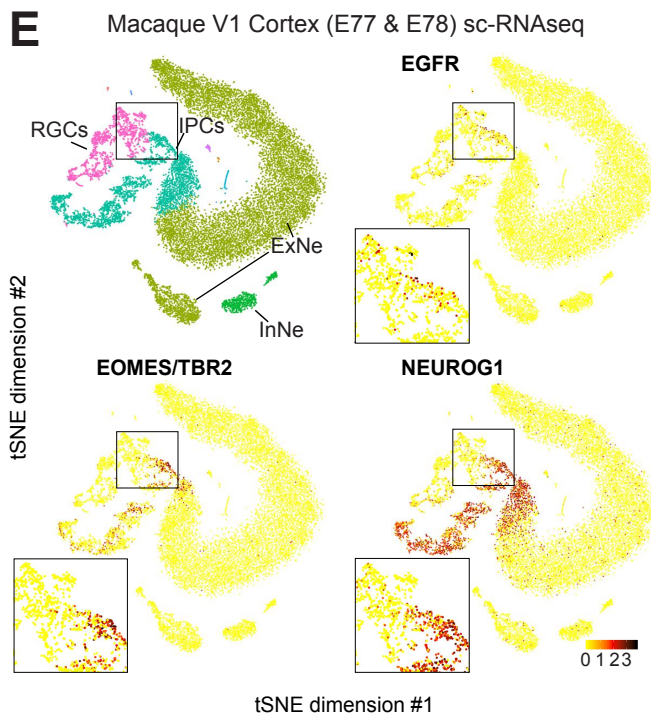 E
Macaque V1 Cortex (E77 & E78) sc-RNAseq
EGFR
RGCs
IPCs
ExNe
InNe
tSNE dimension #2
EOMES/TBR2
NEUROG1
0 1 2 3
tSNE dimension #1